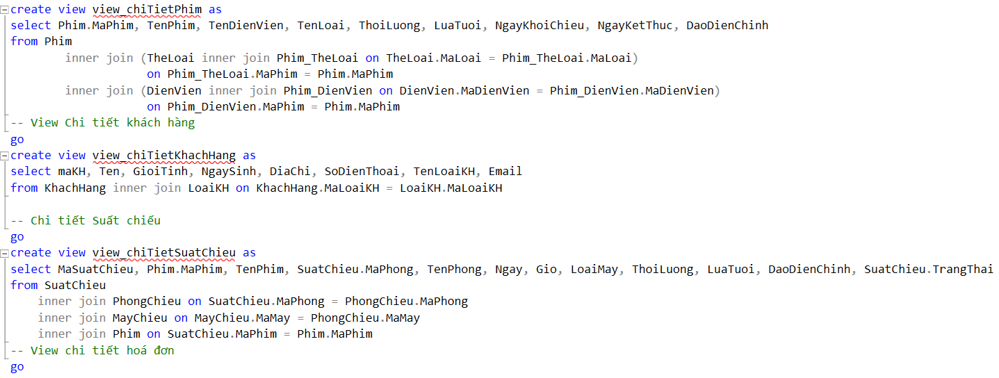 create view view_chiTietPhim as
select Phim.MaPhim, TenPhim, TenDienVien, TenLoai, ThoiLuong, LuaTuoi, NgayKhoiChieu, NgayKetThuc, DaoDienChinh
from Phim
inner join (TheLoai inner join Phim_TheLoai on TheLoai.MaLoai = Phim_TheLoai.MaLoai)
on Phim_TheLoai.MaPhim = Phim.MaPhim
inner join (DienVien inner join Phim_DienVien on DienVien.MaDienVien = Phim_DienVien.MaDienVien)
on Phim_DienVien.MaPhim = Phim.MaPhim
-- View Chi tiết khách hàng
go
create view view_chiTietKhachHang as
select maKH, Ten, GioiTinh, NgaySinh, DiaChi, SoDienThoai, TenLoaiKH, Email
from KhachHang inner join LoaiKH on KhachHang.MaLoaiKH = LoaiKH.MaLoaiKH
-- Chi tiết Suất chiếu
go
create view view_chiTietSuatChieu as
select MaSuatChieu, Phim.MaPhim, TenPhim, SuatChieu.MaPhong, TenPhong, Ngay, Gio, LoaiMay, ThoiLuong, LuaTuoi, DaoDienChinh, SuatChieu.TrangThai
from SuatChieu
inner join PhongChieu on SuatChieu.MaPhong = PhongChieu.MaPhong
inner join MayChieu on MayChieu.MaMay = PhongChieu.MaMay
inner join Phim on SuatChieu.MaPhim = Phim.MaPhim
-- View chi tiết hoá đơn
go